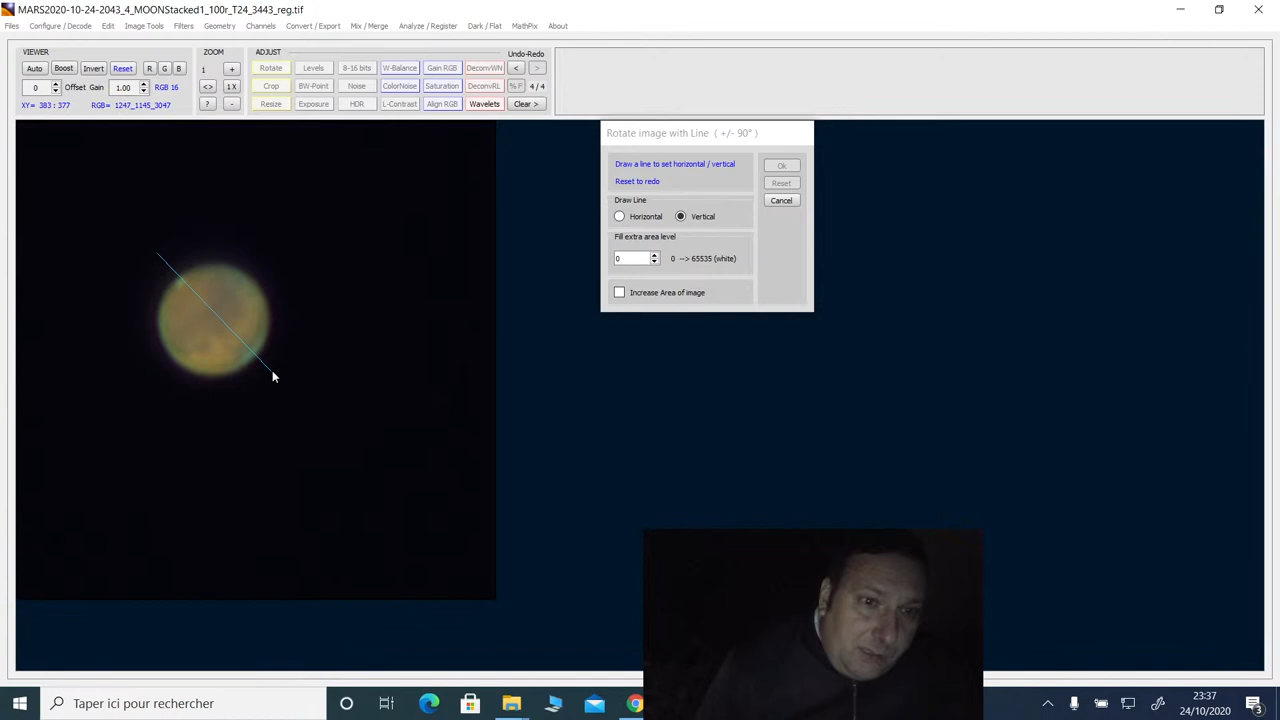 MARS2020-10-24-2043_4_MOONStacked1_100r_T24_3443_reg.tif
Files Configure / Decode Edit Image Tools Filters Geometry Channels Convert / Export Mix / Merge Analyze / Register Dark / Flat MathPix About
VIEWER ZOOM ADJUST Undo-Redo
Auto Boost Invert Reset R G B 1 + Rotate Levels 8-16 bits W-Balance Gain RGB DeconvWN < >
0 Offset Gain 1.00 RGB 16 <> 1 X Crop BW-Point Noise ColorNoise Saturation DeconvRL % F 4 / 4
XY= 383 : 377 RGB= 1247_1145_3047 ? - Resize Exposure HDR L-Contrast Align RGB Wavelets Clear >
Rotate image with Line ( +/- 90° )
Draw a line to set horizontal / vertical
Ok
Reset to redo
Reset
Draw Line
Cancel
Horizontal Vertical
Fill extra area level
0 0 --> 65535 (white)
Increase Area of image
Taper ici pour rechercher
23:37
24/10/2020
3